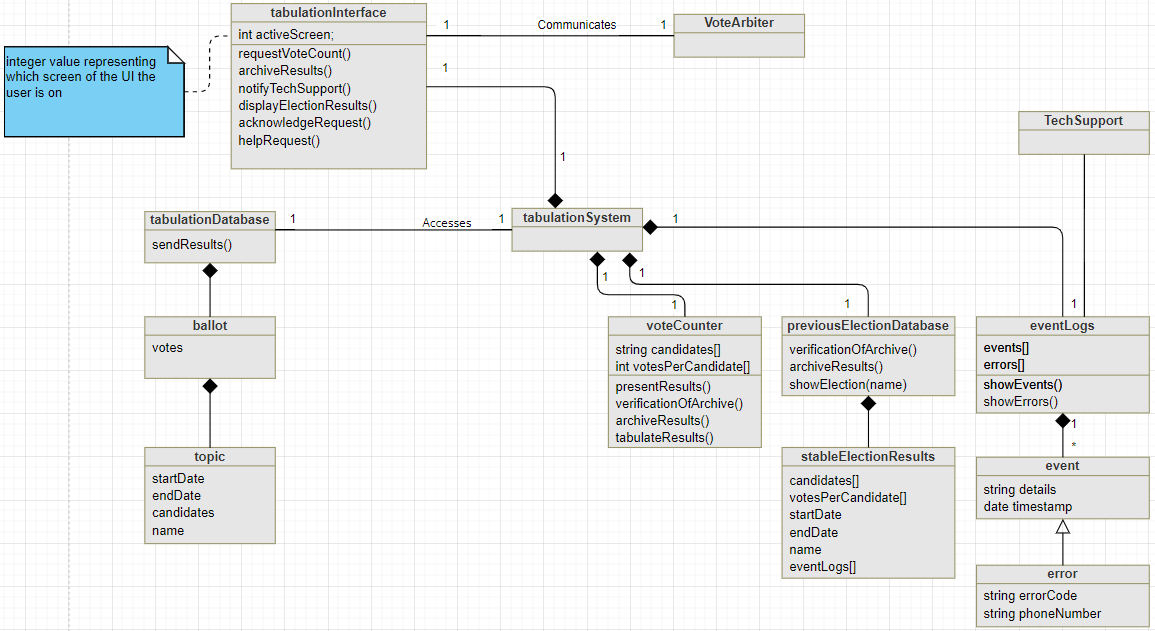 tabulationInterface
int activeScreen;
requestVoteCount()
archiveResults()
notifyTechSupport()
displayElectionResults()
acknowledgeRequest()
helpRequest()
integer value representing
which screen of the UI the
user is on
1
Communicates
1
VoteArbiter
1
1
TechSupport
tabulationDatabase
sendResults()
1
Accesses
1
tabulationSystem
1
1
1
1
1
1
ballot
votes
topic
startDate
endDate
candidates
name
voteCounter
string candidates[]
int votesPerCandidate[]
presentResults()
verificationOfArchive()
archiveResults()
tabulateResults()
previousElectionDatabase
verificationOfArchive()
archiveResults()
showElection(name)
stableElectionResults
candidates[]
votesPerCandidate[]
startDate
endDate
name
eventLogs[]
eventLogs
events[]
errors[]
showEvents()
showErrors()
1
*
event
string details
date timestamp
error
string errorCode
string phoneNumber